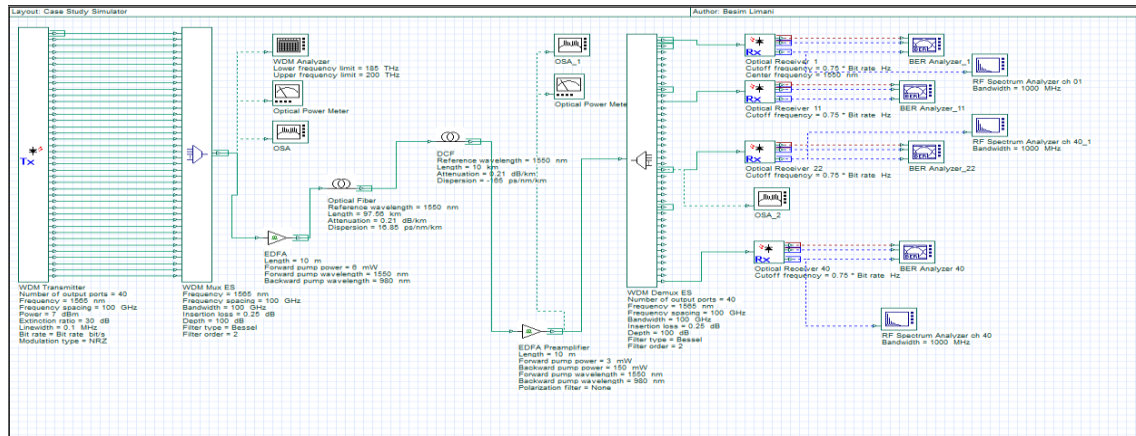 Layout: Case Study Simulator
Author: Besim Limani
Tx
WDM Transmitter
Number of output ports = 40
Frequency = 1565 nm
Frequency spacing = 100 GHz
Power = 7 dBm
Extinction ratio = 30 dB
Linewidth = 0.1 MHz
Bit rate = Bit rate bit/s
Modulation type = NRZ
WDM Mux ES
Frequency = 1565 nm
Frequency spacing = 100 GHz
Bandwidth = 100 GHz
Insertion loss = 0.25 dB
Depth = 100 dB
Filter type = Bessel
Filter order = 2
WDM Analyzer
Lower frequency limit = 185 THz
Upper frequency limit = 200 THz
Optical Power Meter
OSA
EDFA
Length = 10 m
Forward pump power = 6 mW
Forward pump wavelength = 1550 nm
Backward pump wavelength = 980 nm
Optical Fiber
Reference wavelength = 1550 nm
Length = 97.56 km
Attenuation = 0.21 dB/km
Dispersion = 16.85 ps/nm/km
DCF
Reference wavelength = 1550 nm
Length = 10 km
Attenuation = 0.21 dB/km
Dispersion = -165 ps/nm/km
EDFA Preamplifier
Length = 10 m
Forward pump power = 3 mW
Backward pump power = 150 mW
Forward pump wavelength = 1550 nm
Backward pump wavelength = 980 nm
Polarization filter = None
OSA_1
Optical Power Mete
WDM Demux ES
Number of output ports = 40
Frequency = 1565 nm
Frequency spacing = 100 GHz
Bandwidth = 100 GHz
Insertion loss = 0.25 dB
Depth = 100 dB
Filter type = Bessel
Filter order = 2
Rx
Optical Receiver 1
Cutoff frequency = 0.75 * Bit rate Hz
Center frequency = 1550 nm
BER
BER Analyzer_1
RF Spectrum Analyzer ch 01
Bandwidth = 1000 MHz
Rx
Optical Receiver 11
Cutoff frequency = 0.75 * Bit rate Hz
BER
BER Analyzer_11
RF Spectrum Analyzer ch 40_1
Bandwidth = 1000 MHz
Rx
Optical Receiver 22
Cutoff frequency = 0.75 * Bit rate Hz
BER
BER Analyzer_22
OSA_2
Rx
Optical Receiver 40
Cutoff frequency = 0.75 * Bit rate Hz
BER
BER Analyzer 40
RF Spectrum Analyzer ch 40
Bandwidth = 1000 MHz